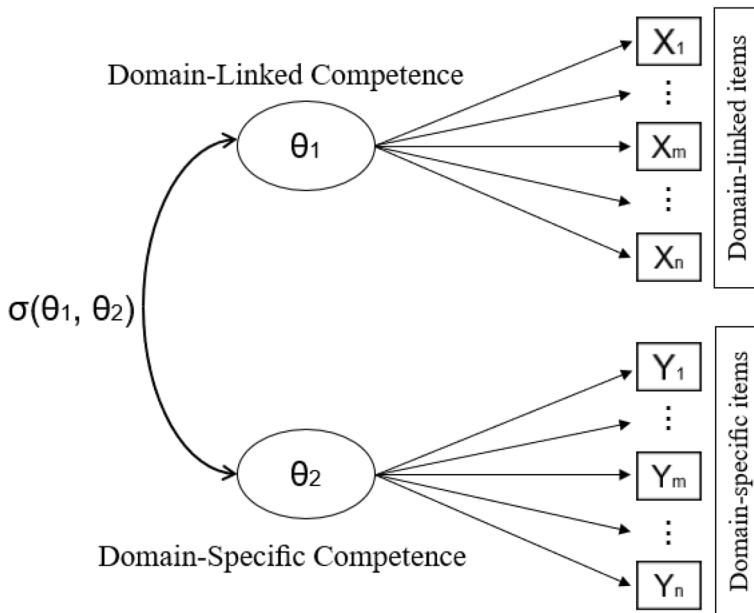 Domain-Linked Competence
θ1
X1
⋮
Xm
⋮
Xn
Domain-linked items
σ(θ1, θ2)
θ2
Domain-Specific Competence
Y1
⋮
Ym
⋮
Yn
Domain-specific items